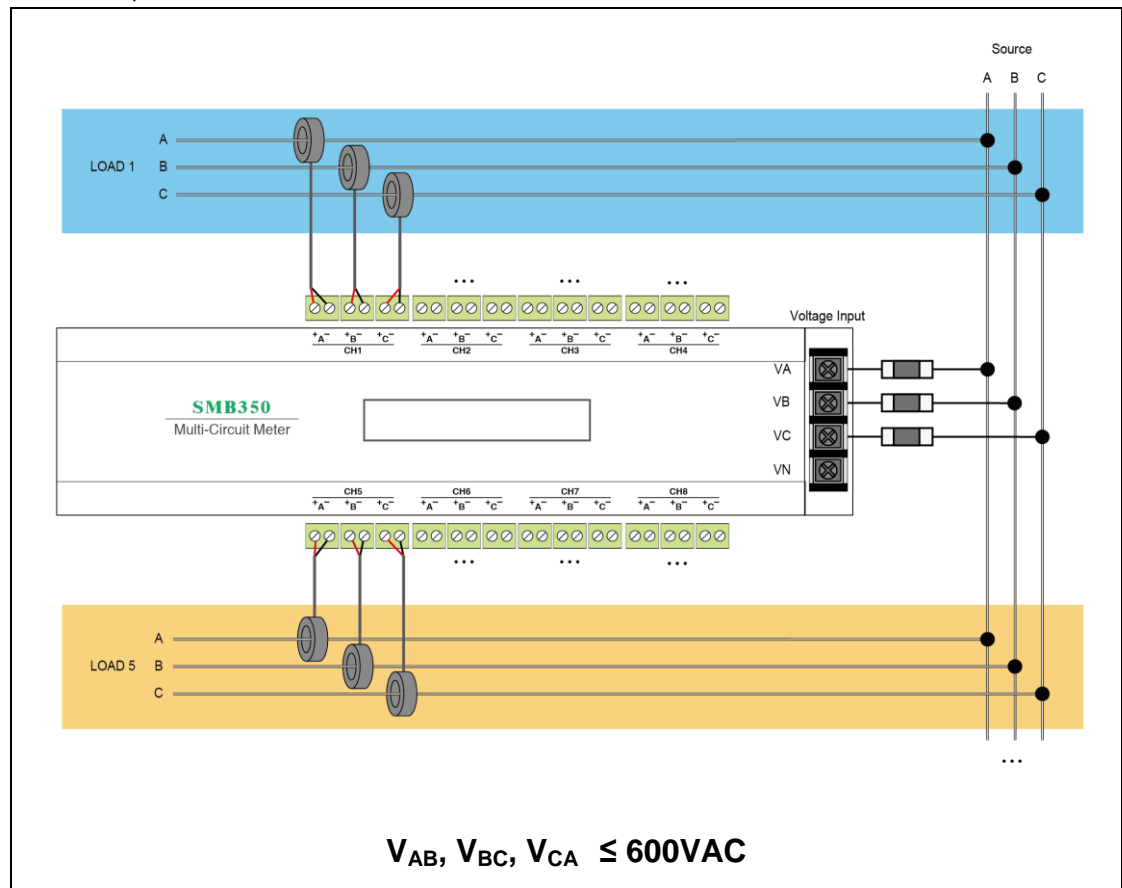 Source
A B C
A
LOAD 1 B
C
... ... ...
+A− +B− +C− +A− +B− +C− +A− +B− +C− +A− +B− +C−
CH1 CH2 CH3 CH4
Voltage Input
VA
VB
VC
VN
SMB350
Multi-Circuit Meter
CH5 CH6 CH7 CH8
+A− +B− +C− +A− +B− +C− +A− +B− +C− +A− +B− +C−
... ... ...
A
LOAD 5 B
C
...
VAB, VBC, VCA ≤ 600VAC